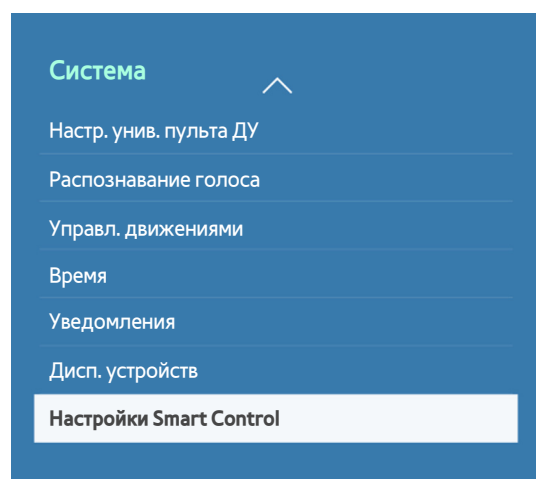 Система
Настр. унив. пульта ДУ
Распознавание голоса
Управл. движениями
Время
Уведомления
Дисп. устройств
Настройки Smart Control